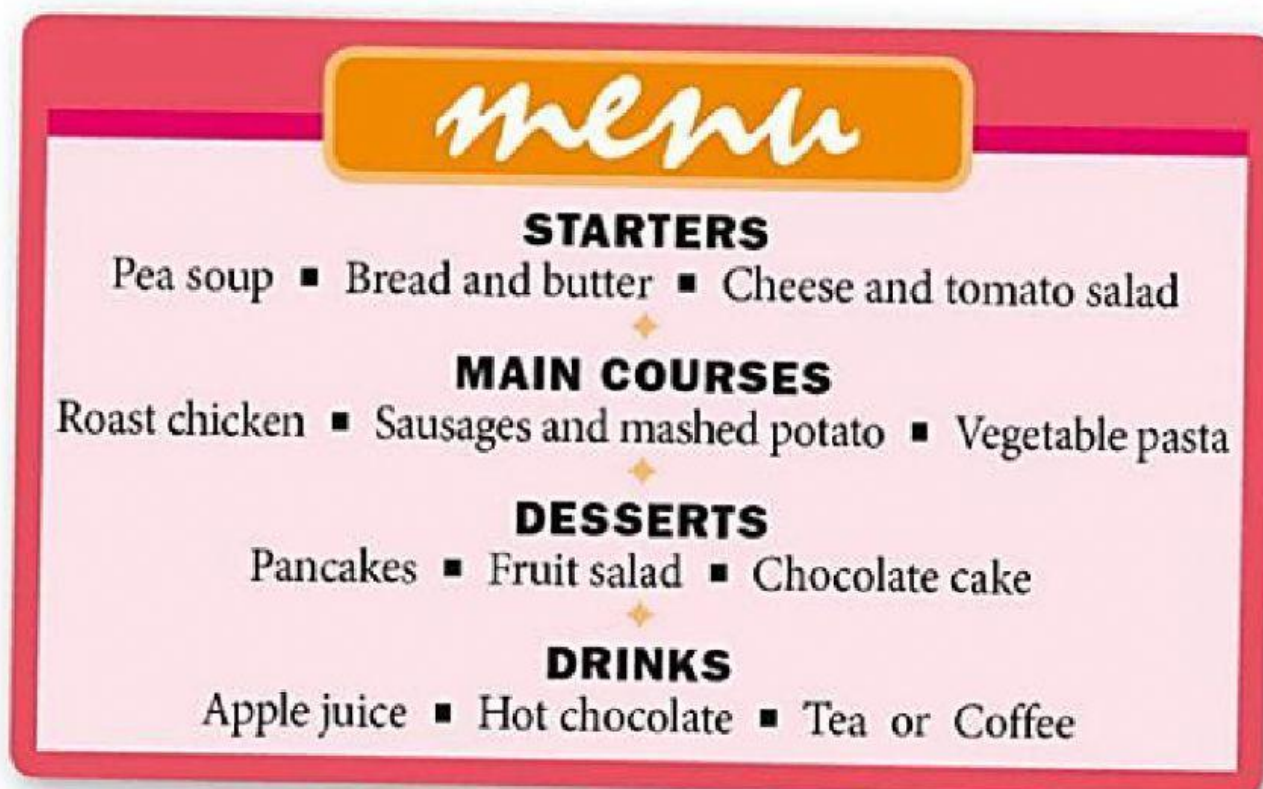 menu
STARTERS
Pea soup ■ Bread and butter ■ Cheese and tomato salad
MAIN COURSES
Roast chicken ■ Sausages and mashed potato ■ Vegetable pasta
DESSERTS
Pancakes ■ Fruit salad ■ Chocolate cake
DRINKS
Apple juice ■ Hot chocolate ■ Tea or Coffee